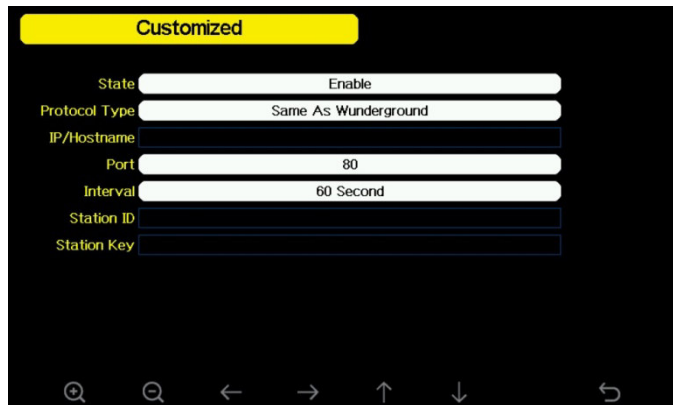 Customized
State Enable
Protocol Type Same As Wunderground
IP/Hostname
Port 80
Interval 60 Second
Station ID
Station Key